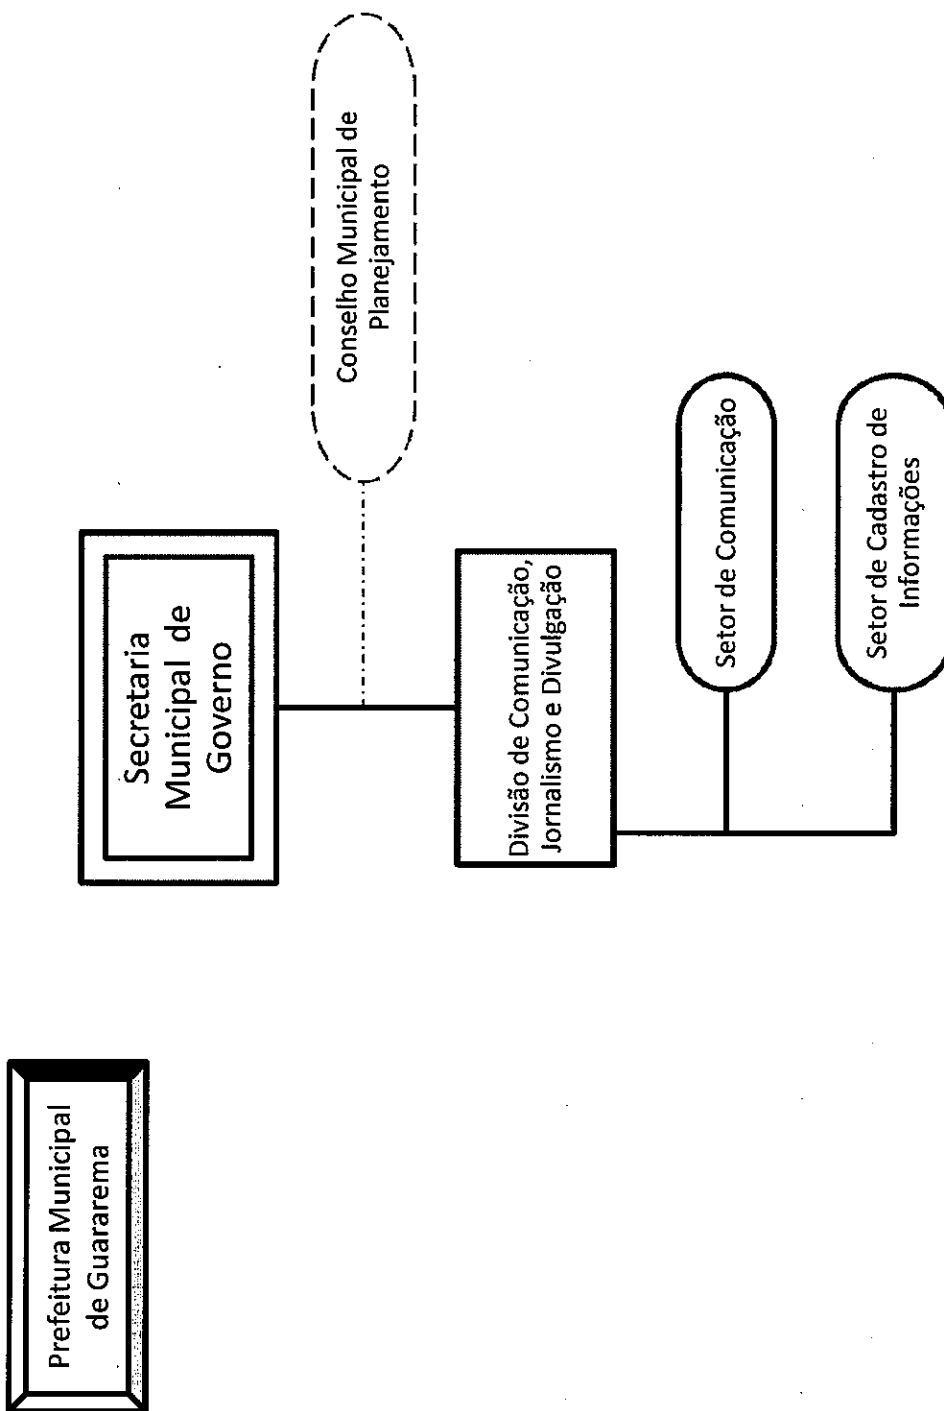 Prefeitura Municipal
de Guararema
Secretaria
Municipal de
Governo
Conselho Municipal de
Planejamento
Divisão de Comunicação,
Jornalismo e Divulgação
Setor de Comunicação
Setor de Cadastro de
Informações